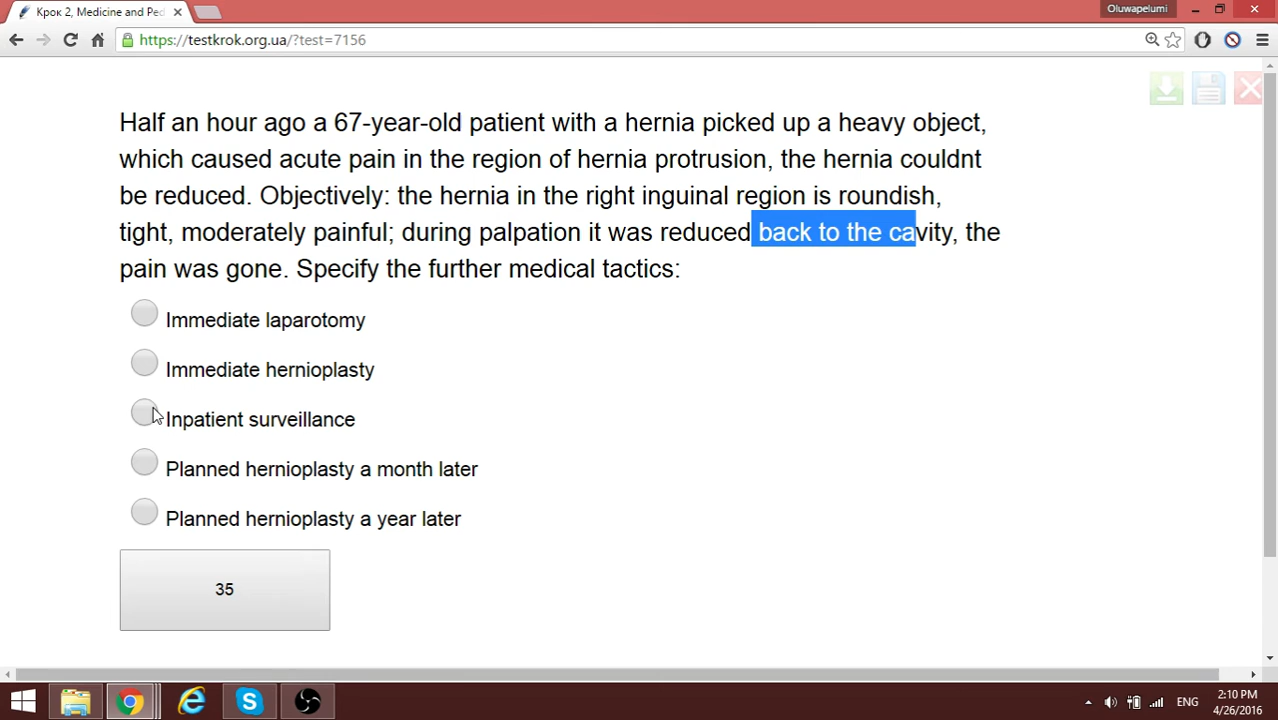 Крок 2, Medicine and Ped
Oluwapelumi
https://testkrok.org.ua/?test=7156
Half an hour ago a 67-year-old patient with a hernia picked up a heavy object,
which caused acute pain in the region of hernia protrusion, the hernia couldnt
be reduced. Objectively: the hernia in the right inguinal region is roundish,
tight, moderately painful; during palpation it was reduced back to the cavity, the
pain was gone. Specify the further medical tactics:
Immediate laparotomy
Immediate hernioplasty
Inpatient surveillance
Planned hernioplasty a month later
Planned hernioplasty a year later
35
ENG
2:10 PM
4/26/2016